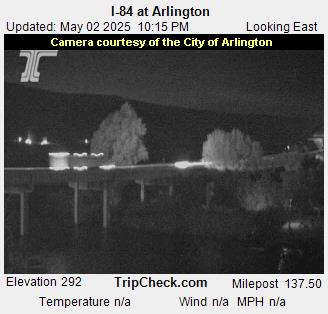 I-84 at Arlington
Updated: May 02 2025 10:15 PM Looking East
Camera courtesy of the City of Arlington
Elevation 292 TripCheck.com Milepost 137.50
Temperature n/a Wind n/a MPH n/a